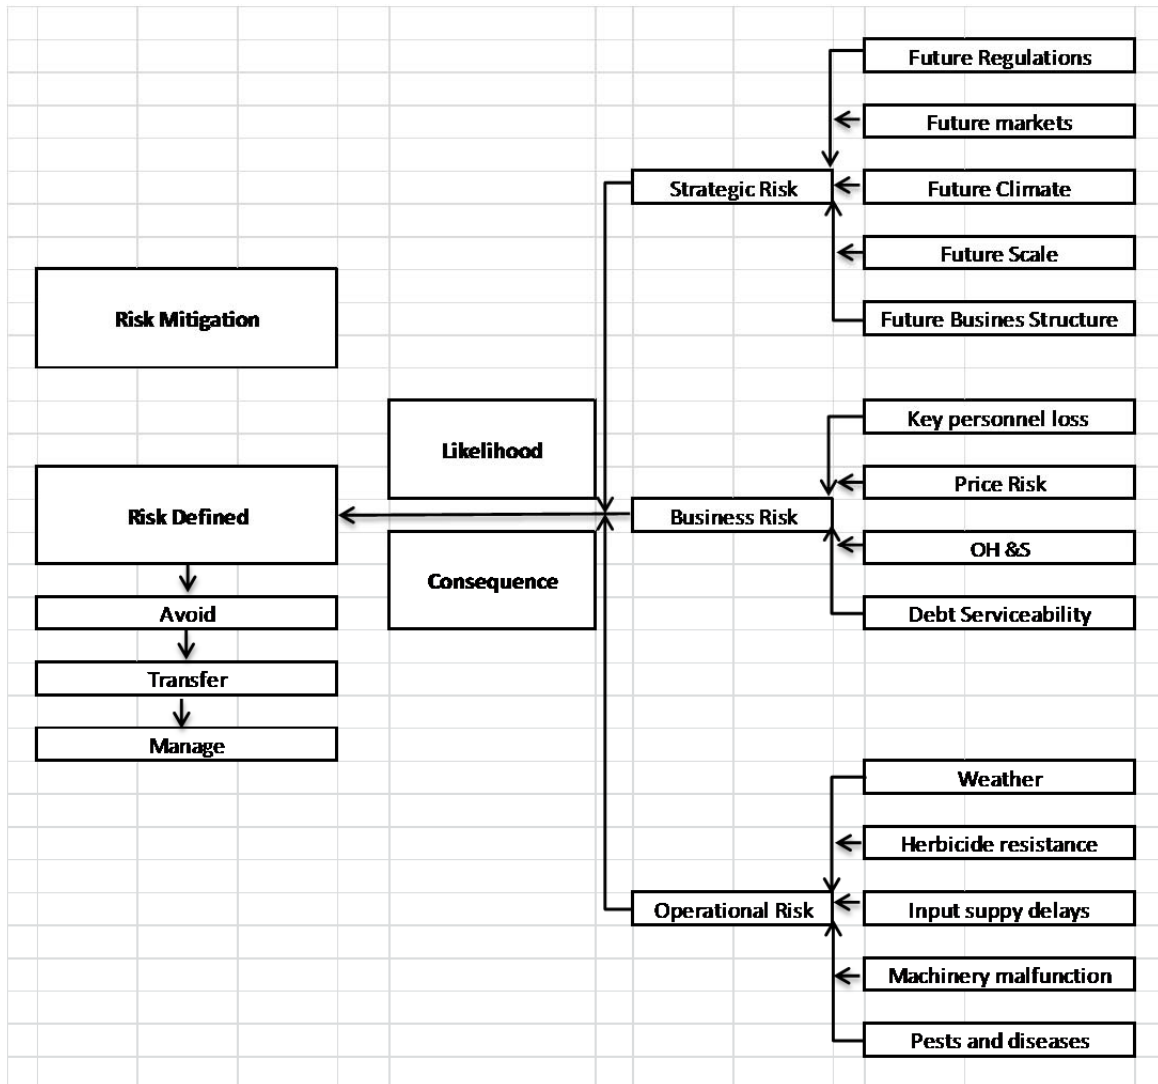 Future Regulations
Future markets
Strategic Risk
Future Climate
Future Scale
Risk Mitigation
Future Busines Structure
Key personnel loss
Likelihood
Price Risk
Risk Defined
Business Risk
OH &S
Consequence
Avoid
Debt Serviceability
Transfer
Manage
Weather
Herbicide resistance
Operational Risk
Input suppy delays
Machinery malfunction
Pests and diseases